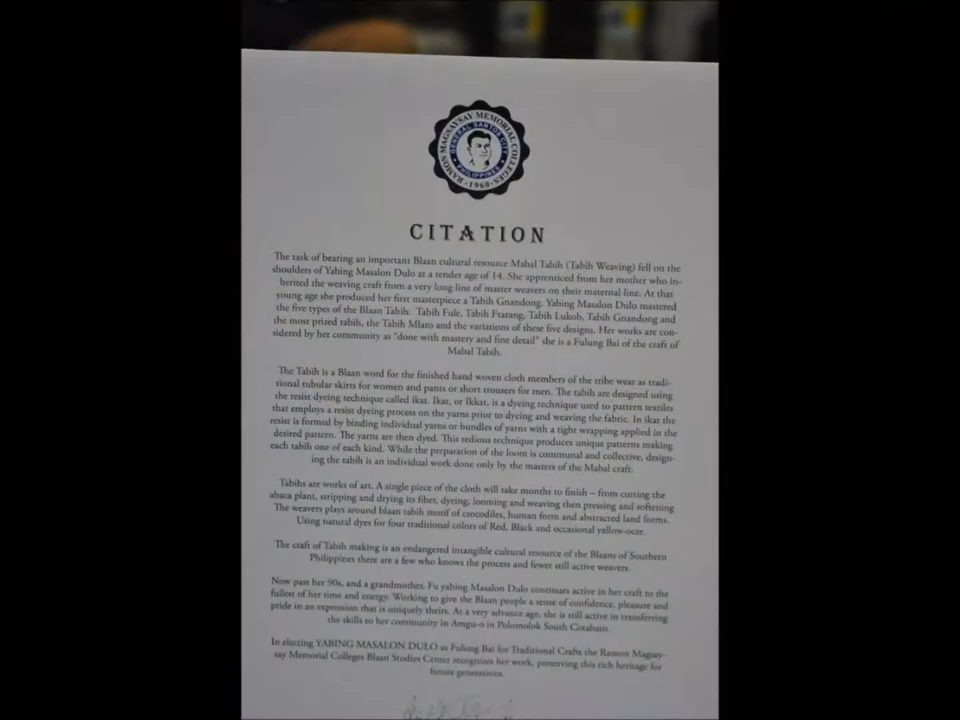 RAMON MAGSAYSAY MEMORIAL COLLEGES
GENERAL SANTOS CITY
PHILIPPINES
1960
CITATION
The task of bearing an important Blaan cultural resource Mabal Tabih (Tabih Weaving) fell on the
shoulders of Yabing Masalon Dulo at a tender age of 14. She apprenticed from her mother who in-
herited the weaving craft from a very long line of master weavers on their maternal line. At that
young age she produced her first masterpiece a Tabih Gnandong. Yabing Masalon Dulo mastered
the five types of the Blaan Tabih: Tabih Fule, Tabih Frarang, Tabih Lukob, Tabih Gnandong and
the most prized tabih, the Tabih Mlato and the variations of these five designs. Her works are con-
sidered by her community as "done with mastery and fine detail" she is a Fulung Bai of the craft of
Mabal Tabih.
The Tabih is a Blaan word for the finished hand woven cloth members of the tribe wear as tradi-
tional tubular skirts for women and pants or short trousers for men. The tabih are designed using
the resist dyeing technique called ikat. Ikat, or Ikkat, is a dyeing technique used to pattern textiles
that employs a resist dyeing process on the yarns prior to dyeing and weaving the fabric. In ikat the
resist is formed by binding individual yarns or bundles of yarns with a tight wrapping applied in the
desired pattern. The yarns are then dyed. This tedious technique produces unique patterns making
each tabih one of each kind. While the preparation of the loom is communal and collective, design-
ing the tabih is an individual work done only by the masters of the Mabal craft.
Tabihs are works of art. A single piece of the cloth will take months to finish – from cutting the
abaca plant, stripping and drying its fiber, dyeing, looming and weaving then pressing and softening
The weavers play around blaan tabih motif of crocodiles, human form and abstracted land forms.
Using natural dyes for four traditional colors of Red, Black and occasional yellow-ocre.
The craft of Tabih making is an endangered intangible cultural resource of the Blaans of Southern
Philippines there are a few who knows the process and fewer still active weavers.
Now past her 90s, and a grandmother, Fu yabing Masalon Dulo continues active in her craft to the
fullest of her time and energy. Working to give the Blaan people a sense of confidence, pleasure and
pride in an expression that is uniquely theirs. At a very advance age, she is still active in transferring
the skills to her community in Amgu-o in Polomolok South Cotabato.
In electing YABING MASALON DULO as Fulung Bai for Traditional Crafts the Ramon Magsay-
say Memorial Colleges Blaan Studies Center recognizes her work, preserving this rich heritage for
future generations.